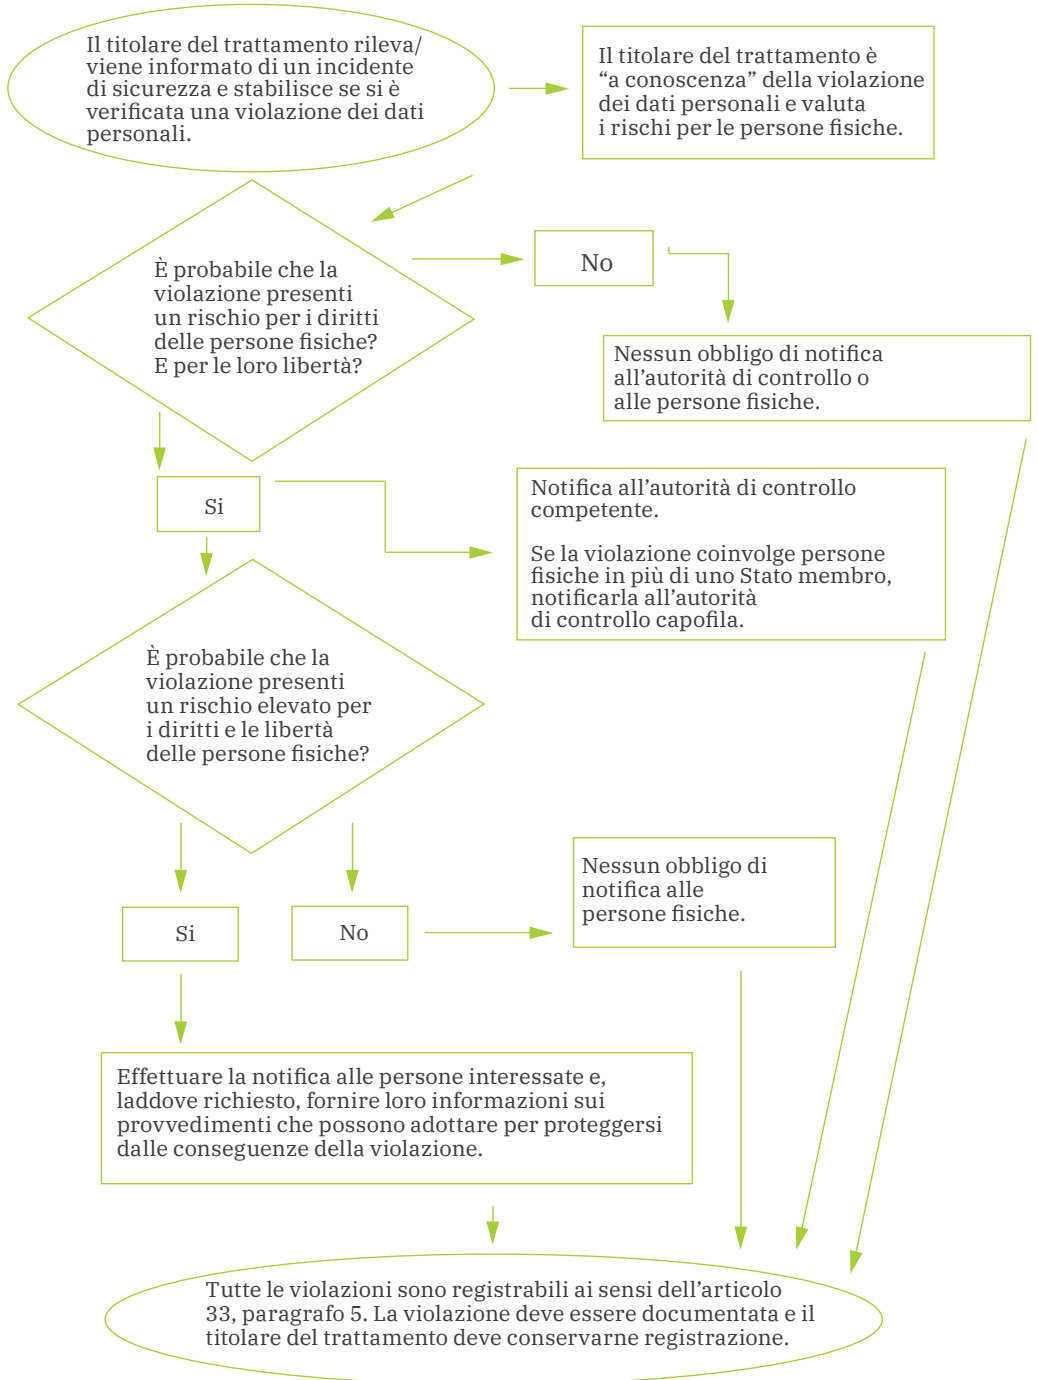 Il titolare del trattamento rileva/
viene informato di un incidente
di sicurezza e stabilisce se si è
verificata una violazione dei dati
personali.
Il titolare del trattamento è
“a conoscenza” della violazione
dei dati personali e valuta
i rischi per le persone fisiche.
È probabile che la
violazione presenti
un rischio per i diritti
delle persone fisiche?
E per le loro libertà?
No
Nessun obbligo di notifica
all’autorità di controllo o
alle persone fisiche.
Si
Notifica all’autorità di controllo
competente.
Se la violazione coinvolge persone
fisiche in più di uno Stato membro,
notificarla all’autorità
di controllo capofila.
È probabile che la
violazione presenti
un rischio elevato per
i diritti e le libertà
delle persone fisiche?
Si
No
Nessun obbligo di
notifica alle
persone fisiche.
Effettuare la notifica alle persone interessate e,
laddove richiesto, fornire loro informazioni sui
provvedimenti che possono adottare per proteggersi
dalle conseguenze della violazione.
Tutte le violazioni sono registrabili ai sensi dell’articolo
33, paragrafo 5. La violazione deve essere documentata e il
titolare del trattamento deve conservarne registrazione.